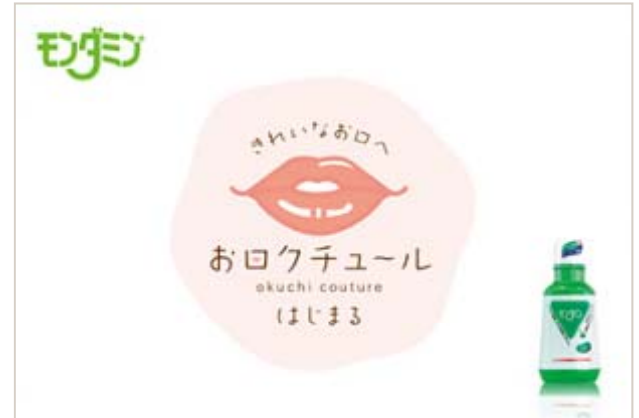 モンダミン
きれいなお口へ
お口クチュール
okuchi couture
はじまる